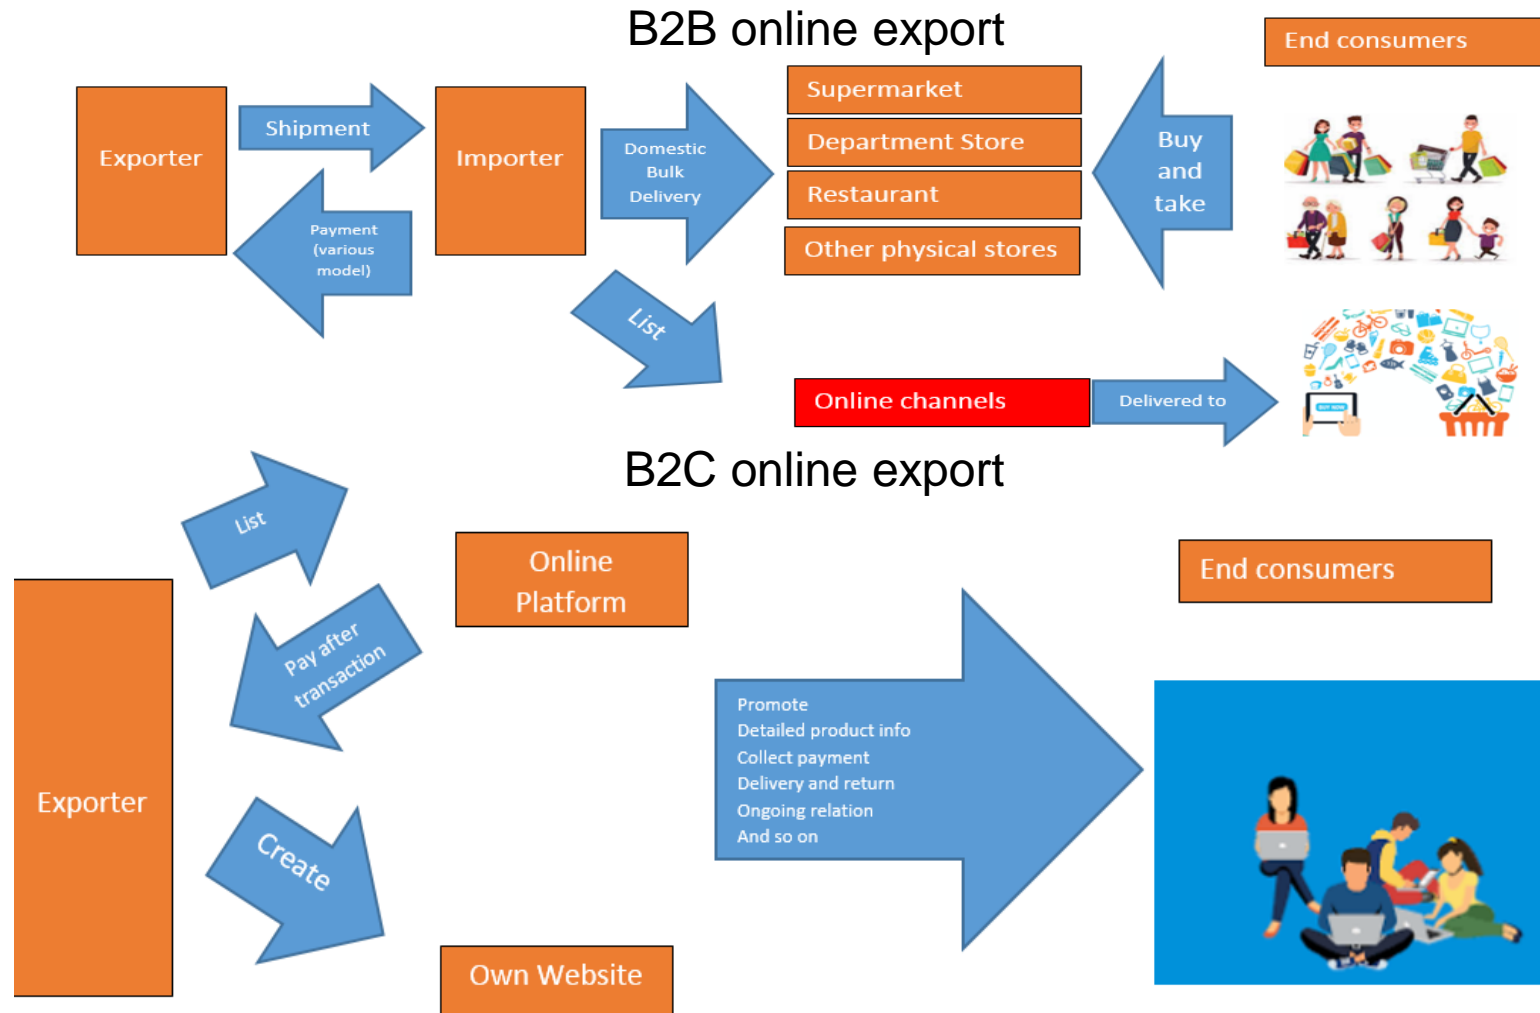 B2B online export
End consumers
Exporter
Shipment
Payment
(various
model)
Importer
Domestic
Bulk
Delivery
Supermarket
Department Store
Restaurant
Other physical stores
Buy
and
take
List
Online channels
Delivered to
BUY NOW
B2C online export
List
Online
Platform
Pay after
transaction
Exporter
Create
Own Website
Promote
Detailed product info
Collect payment
Delivery and return
Ongoing relation
And so on
End consumers